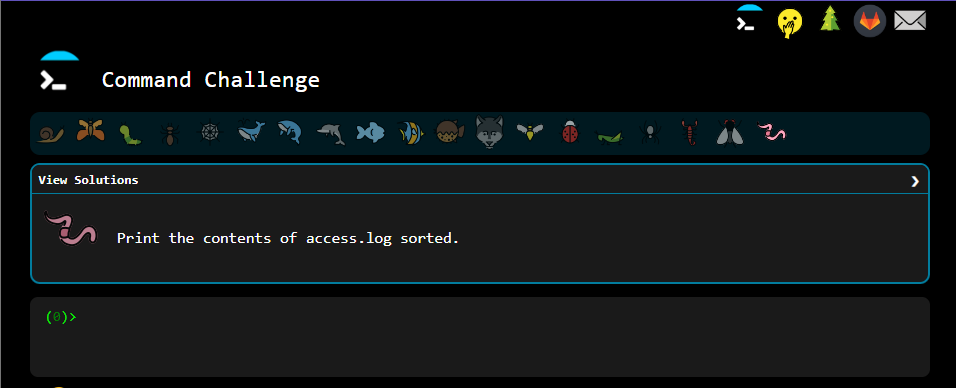 Command Challenge
View Solutions
Print the contents of access.log sorted.
(0)>